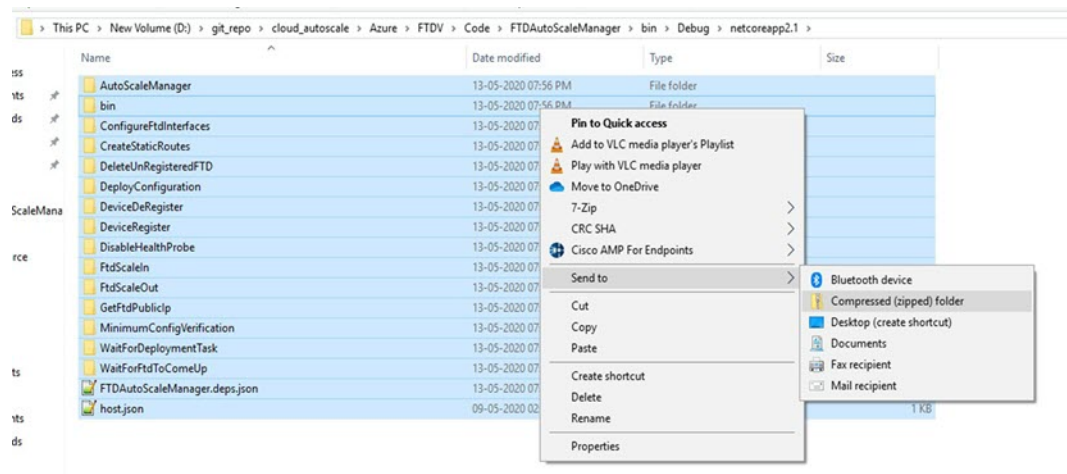 This PC > New Volume (D:) > git_repo > cloud_autoscale > Azure > FTDV > Code > FTDAutoScaleManager > bin > Debug > netcoreapp2.1 >
Name Date modified Type Size
AutoScaleManager 13-05-2020 07:56 PM File folder
bin 13-05-2020 07:56 PM File folder
ConfigureFtdInterfaces 13-05-2020 07
CreateStaticRoutes 13-05-2020 07
DeleteUnRegisteredFTD 13-05-2020 07
DeployConfiguration 13-05-2020 07
DeviceDeRegister 13-05-2020 07
DeviceRegister 13-05-2020 07
DisableHealthProbe 13-05-2020 07
FtdScaleIn 13-05-2020 07
FtdScaleOut 13-05-2020 07
GetFtdPublicIp 13-05-2020 07
MinimumConfigVerification 13-05-2020 07
WaitForDeploymentTask 13-05-2020 07
WaitForFtdToComeUp 13-05-2020 07
FTDAutoScaleManager.deps.json 13-05-2020 07
host.json 09-05-2020 02 1 KB
ess
nts
ds
ScaleMana
rce
ts
nts
ds
Pin to Quick access
Add to VLC media player's Playlist
Play with VLC media player
Move to OneDrive
7-Zip
CRC SHA
Cisco AMP For Endpoints
Send to
Cut
Copy
Paste
Create shortcut
Delete
Rename
Properties
Bluetooth device
Compressed (zipped) folder
Desktop (create shortcut)
Documents
Fax recipient
Mail recipient